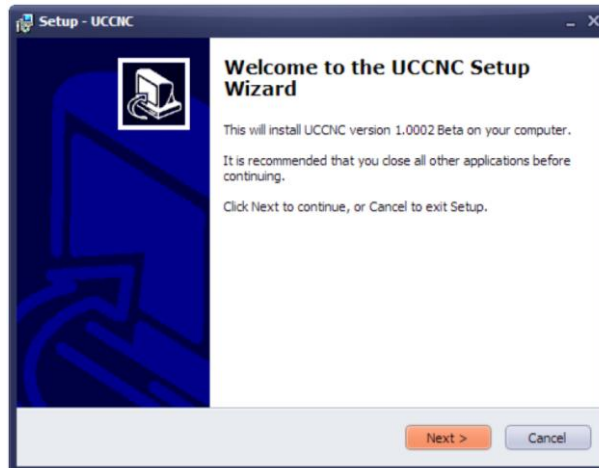 Setup - UCCNC
Welcome to the UCCNC Setup
Wizard
This will install UCCNC version 1.0002 Beta on your computer.
It is recommended that you close all other applications before
continuing.
Click Next to continue, or Cancel to exit Setup.
Next >
Cancel